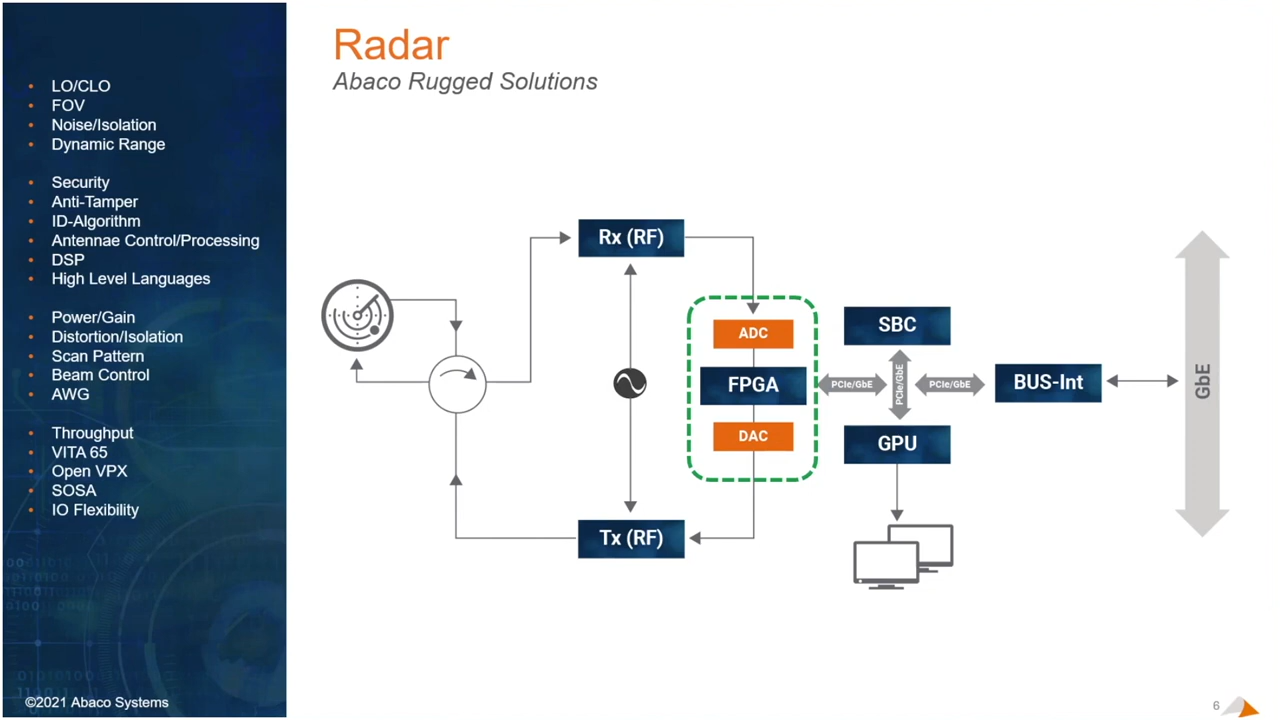 Radar
Abaco Rugged Solutions
LO/CLO
FOV
Noise/Isolation
Dynamic Range
Security
Anti-Tamper
ID-Algorithm
Antennae Control/Processing
DSP
High Level Languages
Power/Gain
Distortion/Isolation
Scan Pattern
Beam Control
AWG
Throughput
VITA 65
Open VPX
SOSA
IO Flexibility
©2021 Abaco Systems
Rx (RF)
ADC
FPGA
DAC
Tx (RF)
SBC
PCIe/GbE
PCIe/GbE
PCIe/GbE
GPU
BUS-Int
GbE
6